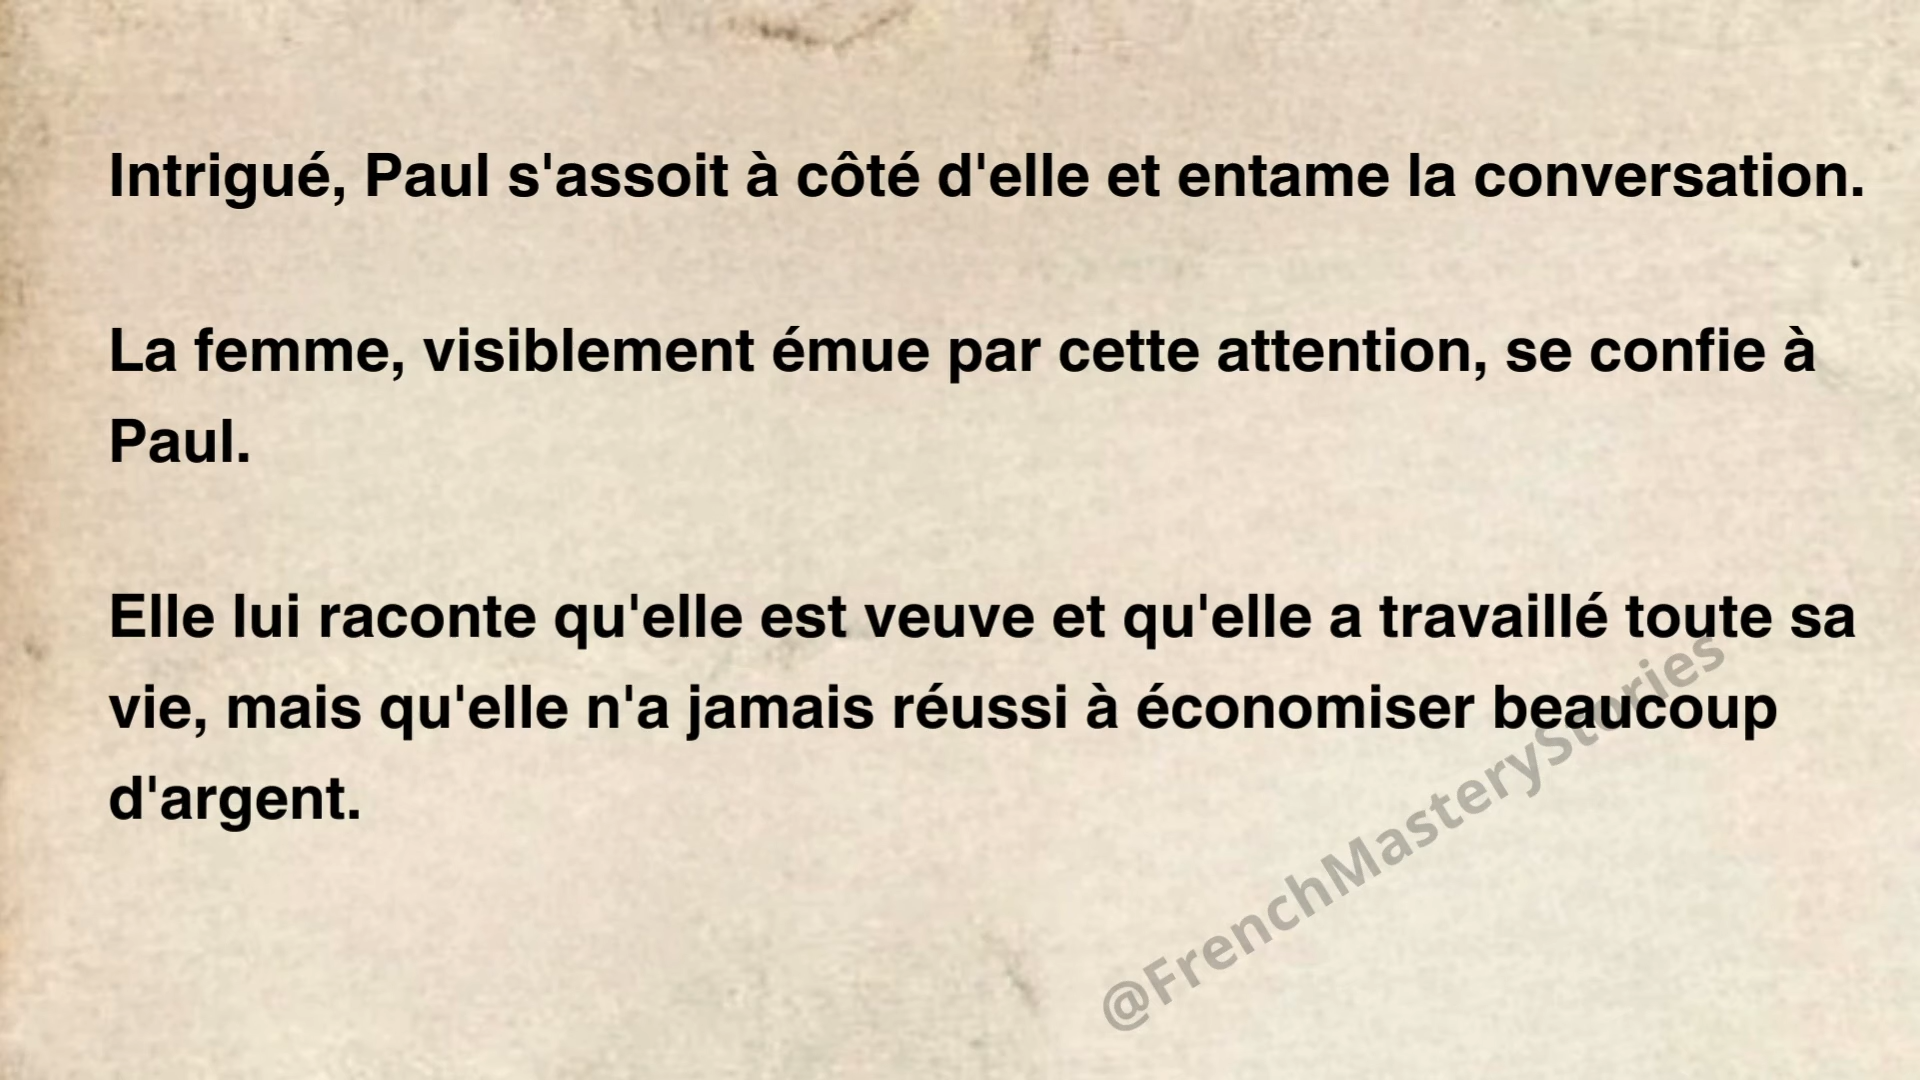 Intrigué, Paul s'assoit à côté d'elle et entame la conversation.
La femme, visiblement émue par cette attention, se confie à
Paul.
Elle lui raconte qu'elle est veuve et qu'elle a travaillé toute sa
vie, mais qu'elle n'a jamais réussi à économiser beaucoup
d'argent.
@FrenchMasteryStories